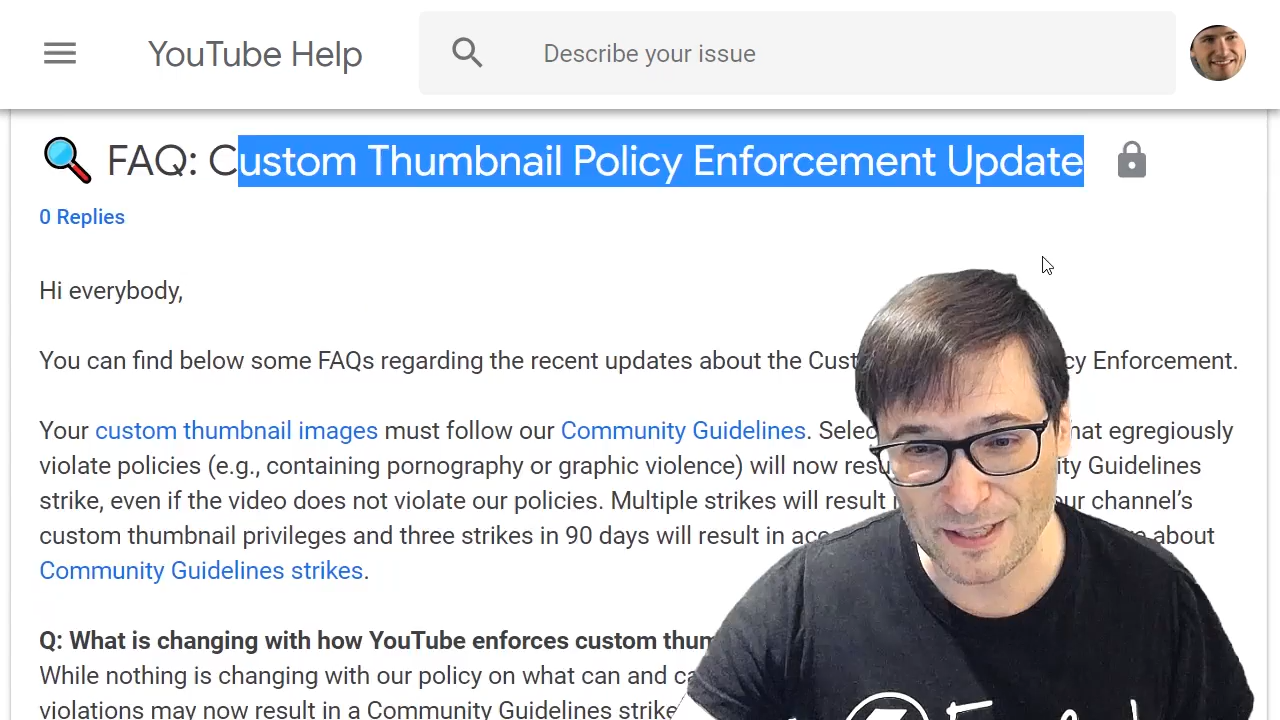 YouTube Help
Describe your issue
FAQ: Custom Thumbnail Policy Enforcement Update
0 Replies
Hi everybody,
You can find below some FAQs regarding the recent updates about the Cust cy Enforcement.
Your custom thumbnail images must follow our Community Guidelines. Selec hat egregiously
violate policies (e.g., containing pornography or graphic violence) will now resu ity Guidelines
strike, even if the video does not violate our policies. Multiple strikes will result ur channel's
custom thumbnail privileges and three strikes in 90 days will result in acc about
Community Guidelines strikes.
Q: What is changing with how YouTube enforces custom thum
While nothing is changing with our policy on what can and ca
violations may now result in a Community Guidelines strike